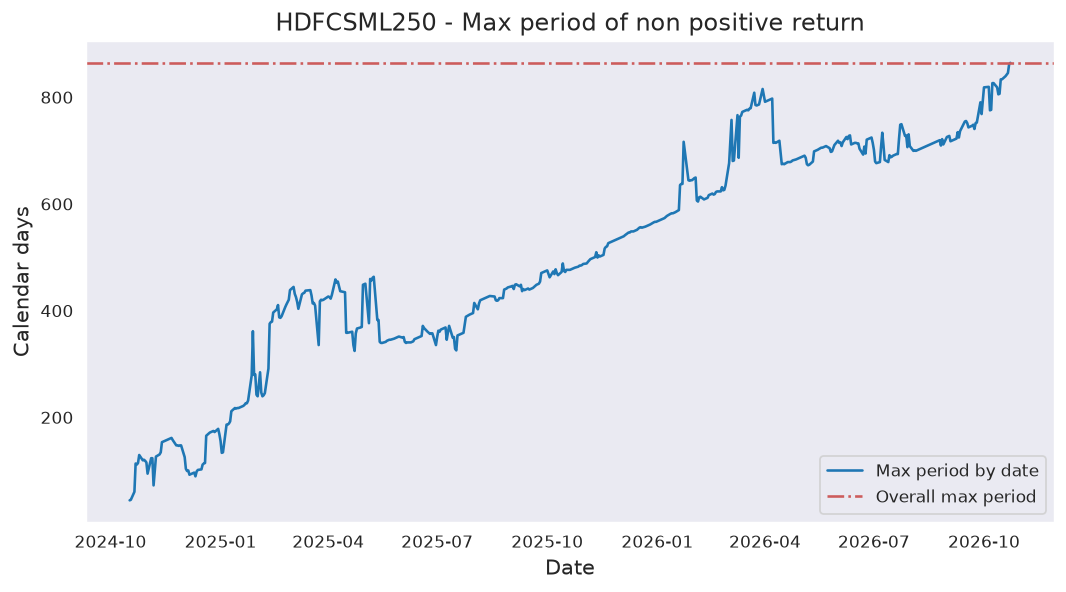 HDFCSML250 - Max period of non positive return
Calendar days
800
600
400
200
2024-10 2025-01 2025-04 2025-07 2025-10 2026-01 2026-04 2026-07 2026-10
Date
Max period by date
Overall max period